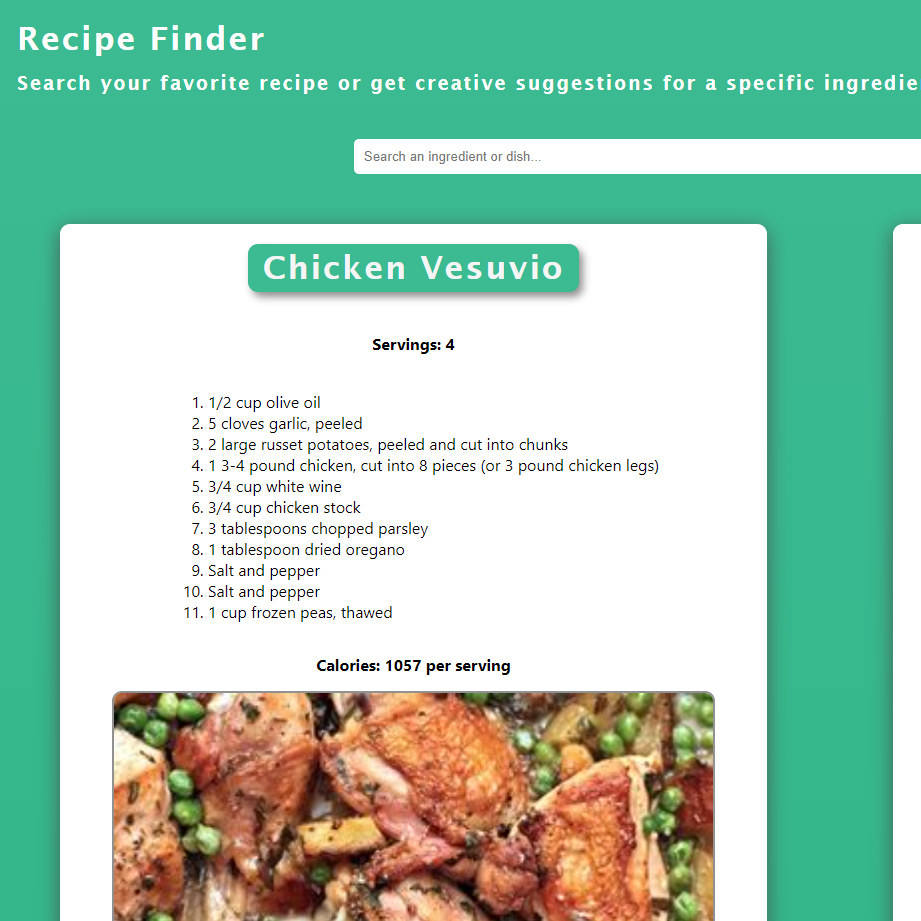 Recipe Finder
Search your favorite recipe or get creative suggestions for a specific ingredie
Search an ingredient or dish...
Chicken Vesuvio
Servings: 4
1. 1/2 cup olive oil
2. 5 cloves garlic, peeled
3. 2 large russet potatoes, peeled and cut into chunks
4. 1 3-4 pound chicken, cut into 8 pieces (or 3 pound chicken legs)
5. 3/4 cup white wine
6. 3/4 cup chicken stock
7. 3 tablespoons chopped parsley
8. 1 tablespoon dried oregano
9. Salt and pepper
10. Salt and pepper
11. 1 cup frozen peas, thawed
Calories: 1057 per serving